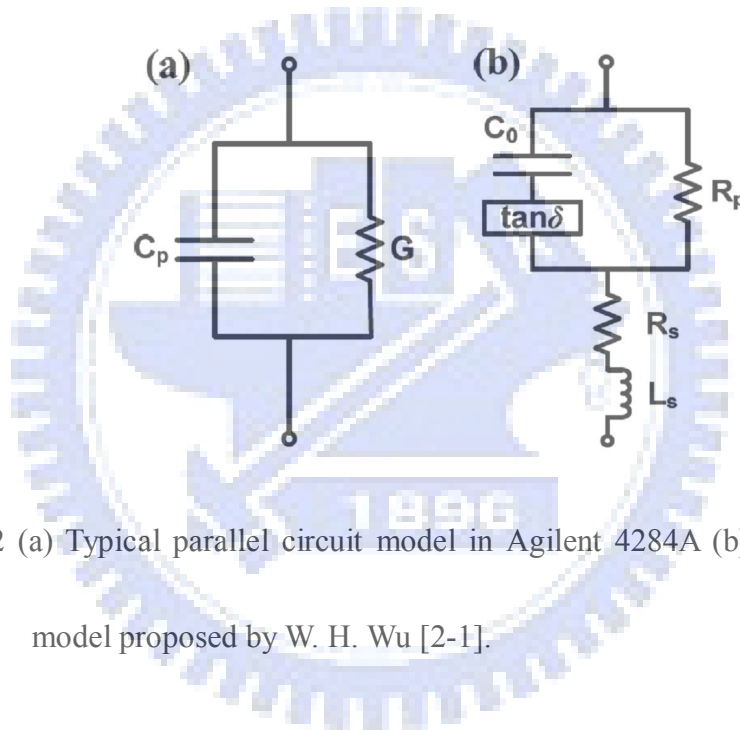 (a)
(b)
C₀
Rₚ
tanδ
Cₚ
G
Rₛ
Lₛ
1896
2 (a) Typical parallel circuit model in Agilent 4284A (b)
model proposed by W. H. Wu [2-1].